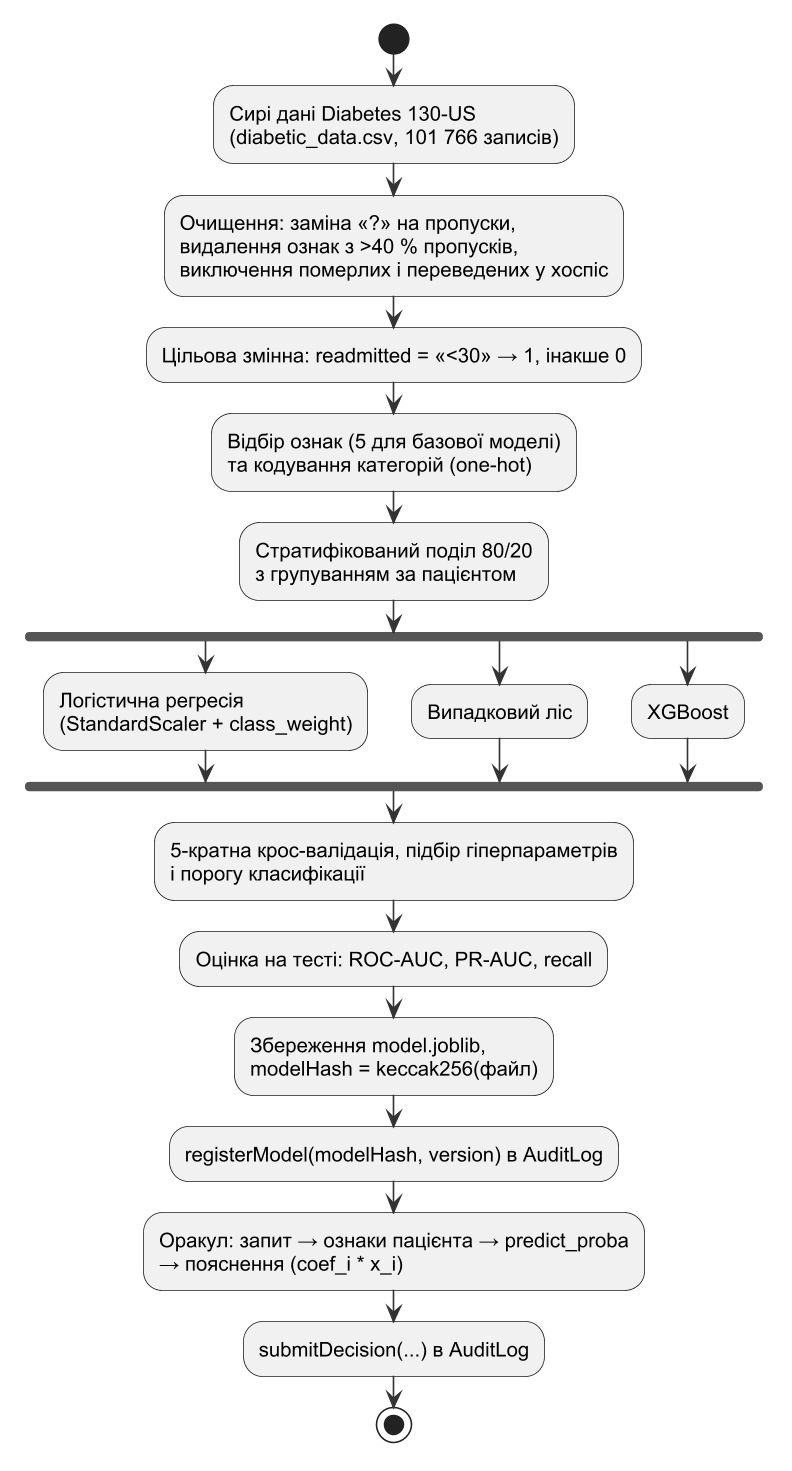 Сирі дані Diabetes 130-US
(diabetic_data.csv, 101 766 записів)
Очищення: заміна «?» на пропуски,
видалення ознак з >40 % пропусків,
виключення померлих і переведених у хоспіс
Цільова змінна: readmitted = «<30» → 1, інакше 0
Відбір ознак (5 для базової моделі)
та кодування категорій (one-hot)
Стратифікований поділ 80/20
з групуванням за пацієнтом
Логістична регресія
(StandardScaler + class_weight)
Випадковий ліс
XGBoost
5-кратна крос-валідація, підбір гіперпараметрів
і порогу класифікації
Оцінка на тесті: ROC-AUC, PR-AUC, recall
Збереження model.joblib,
modelHash = keccak256(файл)
registerModel(modelHash, version) в AuditLog
Оракул: запит → ознаки пацієнта → predict_proba
→ пояснення (coef_i * x_i)
submitDecision(...) в AuditLog